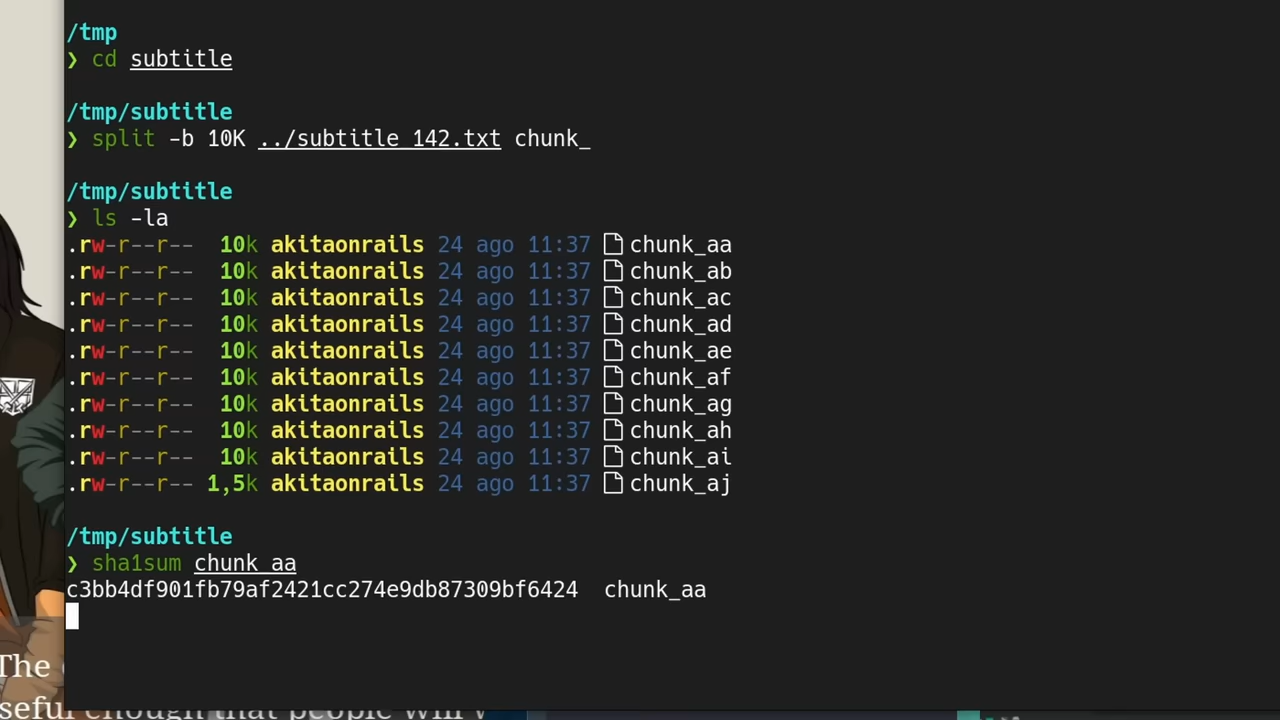 /tmp
❯ cd subtitle
/tmp/subtitle
❯ split -b 10K ../subtitle_142.txt chunk_
/tmp/subtitle
❯ ls -la
.rw-r--r-- 10k akitaonrails 24 ago 11:37 chunk_aa
.rw-r--r-- 10k akitaonrails 24 ago 11:37 chunk_ab
.rw-r--r-- 10k akitaonrails 24 ago 11:37 chunk_ac
.rw-r--r-- 10k akitaonrails 24 ago 11:37 chunk_ad
.rw-r--r-- 10k akitaonrails 24 ago 11:37 chunk_ae
.rw-r--r-- 10k akitaonrails 24 ago 11:37 chunk_af
.rw-r--r-- 10k akitaonrails 24 ago 11:37 chunk_ag
.rw-r--r-- 10k akitaonrails 24 ago 11:37 chunk_ah
.rw-r--r-- 10k akitaonrails 24 ago 11:37 chunk_ai
.rw-r--r-- 1,5k akitaonrails 24 ago 11:37 chunk_aj
/tmp/subtitle
❯ sha1sum chunk_aa
c3bb4df901fb79af2421cc274e9db87309bf6424 chunk_aa
The
enough that people will